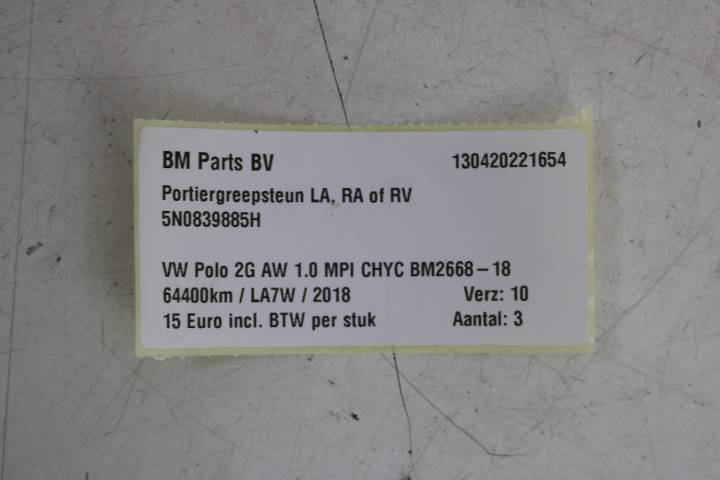 BM Parts BV 130420221654
Portiergreepsteun LA, RA of RV
5N0839885H
VW Polo 2G AW 1.0 MPI CHYC BM2668-18
64400km / LA7W / 2018 Verz: 10
15 Euro incl. BTW per stuk Aantal: 3